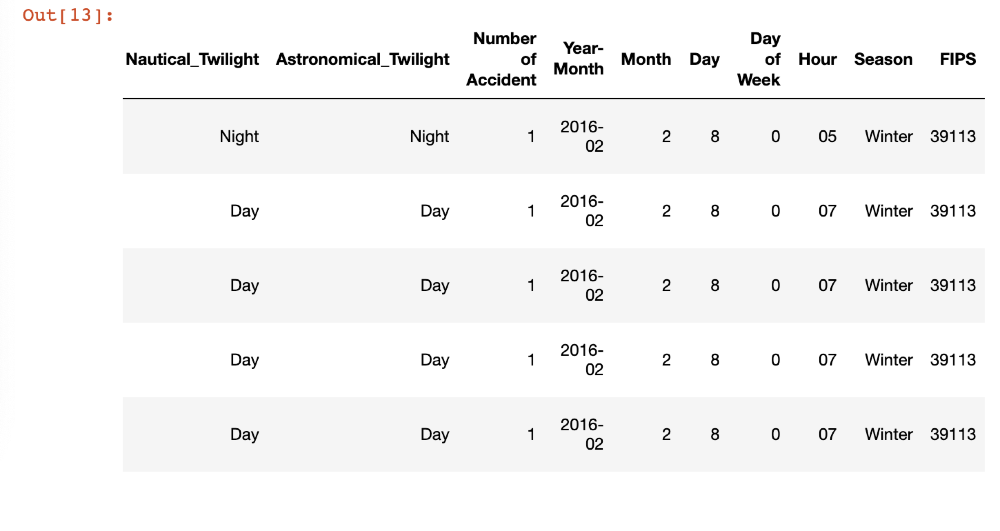 Out[13]:
Nautical_Twilight Astronomical_Twilight Number of Accident Year-Month Month Day Day of Week Hour Season FIPS
Night Night 1 2016-02 2 8 0 05 Winter 39113
Day Day 1 2016-02 2 8 0 07 Winter 39113
Day Day 1 2016-02 2 8 0 07 Winter 39113
Day Day 1 2016-02 2 8 0 07 Winter 39113
Day Day 1 2016-02 2 8 0 07 Winter 39113